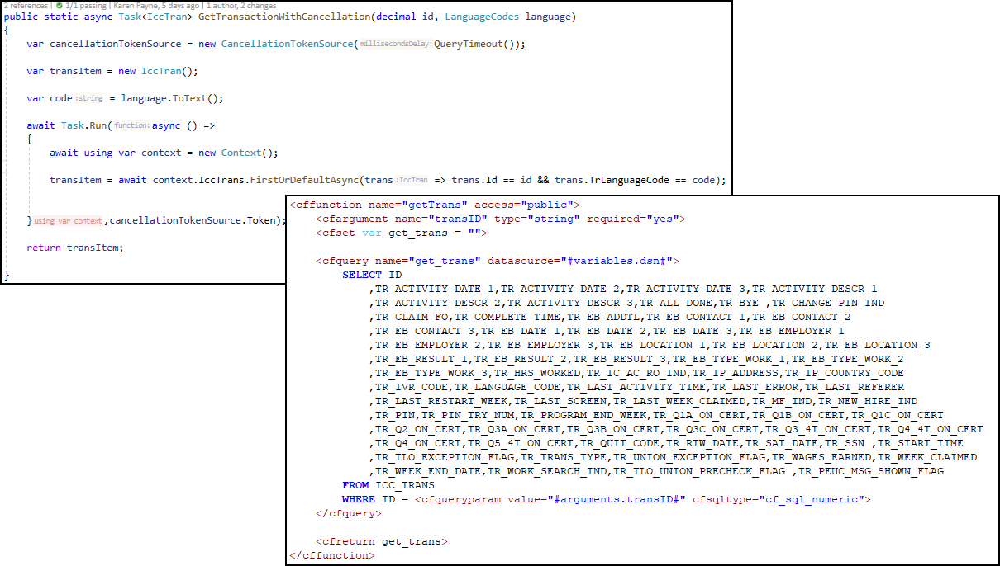 2 references | 1/1 passing | Karen Payne, 5 days ago | 1 author, 2 changes
public static async Task<IccTran> GetTransactionWithCancellation(decimal id, LanguageCodes language)
{
var cancellationTokenSource = new CancellationTokenSource(millisecondsDelay:QueryTimeout());
var transItem = new IccTran();
var code:string = language.ToText();
await Task.Run(function:async () =>
{
await using var context = new Context();
transItem = await context.IccTrans.FirstOrDefaultAsync(trans:IccTran => trans.Id == id && trans.TrLanguageCode == code);
}using var context,cancellationTokenSource.Token);
return transItem;
}
<cffunction name="getTrans" access="public">
<cfargument name="transID" type="string" required="yes">
<cfset var get_trans = "">
<cfquery name="get_trans" datasource="#variables.dsn#">
SELECT ID
,TR_ACTIVITY_DATE_1,TR_ACTIVITY_DATE_2,TR_ACTIVITY_DATE_3,TR_ACTIVITY_DESCR_1
,TR_ACTIVITY_DESCR_2,TR_ACTIVITY_DESCR_3,TR_ALL_DONE,TR_BYE ,TR_CHANGE_PIN_IND
,TR_CLAIM_FO,TR_COMPLETE_TIME,TR_EB_ADDTL,TR_EB_CONTACT_1,TR_EB_CONTACT_2
,TR_EB_CONTACT_3,TR_EB_DATE_1,TR_EB_DATE_2,TR_EB_DATE_3,TR_EB_EMPLOYER_1
,TR_EB_EMPLOYER_2,TR_EB_EMPLOYER_3,TR_EB_LOCATION_1,TR_EB_LOCATION_2,TR_EB_LOCATION_3
,TR_EB_RESULT_1,TR_EB_RESULT_2,TR_EB_RESULT_3,TR_EB_TYPE_WORK_1,TR_EB_TYPE_WORK_2
,TR_EB_TYPE_WORK_3,TR_HRS_WORKED,TR_IC_AC_RO_IND,TR_IP_ADDRESS,TR_IP_COUNTRY_CODE
,TR_IVR_CODE,TR_LANGUAGE_CODE,TR_LAST_ACTIVITY_TIME,TR_LAST_ERROR,TR_LAST_REFERER
,TR_LAST_RESTART_WEEK,TR_LAST_SCREEN,TR_LAST_WEEK_CLAIMED,TR_MF_IND,TR_NEW_HIRE_IND
,TR_PIN,TR_PIN_TRY_NUM,TR_PROGRAM_END_WEEK,TR_Q1A_ON_CERT,TR_Q1B_ON_CERT,TR_Q1C_ON_CERT
,TR_Q2_ON_CERT,TR_Q3A_ON_CERT,TR_Q3B_ON_CERT,TR_Q3C_ON_CERT,TR_Q3_4T_ON_CERT,TR_Q4_4T_ON_CERT
,TR_Q4_ON_CERT,TR_Q5_4T_ON_CERT,TR_QUIT_CODE,TR_RTW_DATE,TR_SAT_DATE,TR_SSN ,TR_START_TIME
,TR_TLO_EXCEPTION_FLAG,TR_TRANS_TYPE,TR_UNION_EXCEPTION_FLAG,TR_WAGES_EARNED,TR_WEEK_CLAIMED
,TR_WEEK_END_DATE,TR_WORK_SEARCH_IND,TR_TLO_UNION_PRECHECK_FLAG ,TR_PEUC_MSG_SHOWN_FLAG
FROM ICC_TRANS
WHERE ID = <cfqueryparam value="#arguments.transID#" cfsqltype="cf_sql_numeric">
</cfquery>
<cfreturn get_trans>
</cffunction>